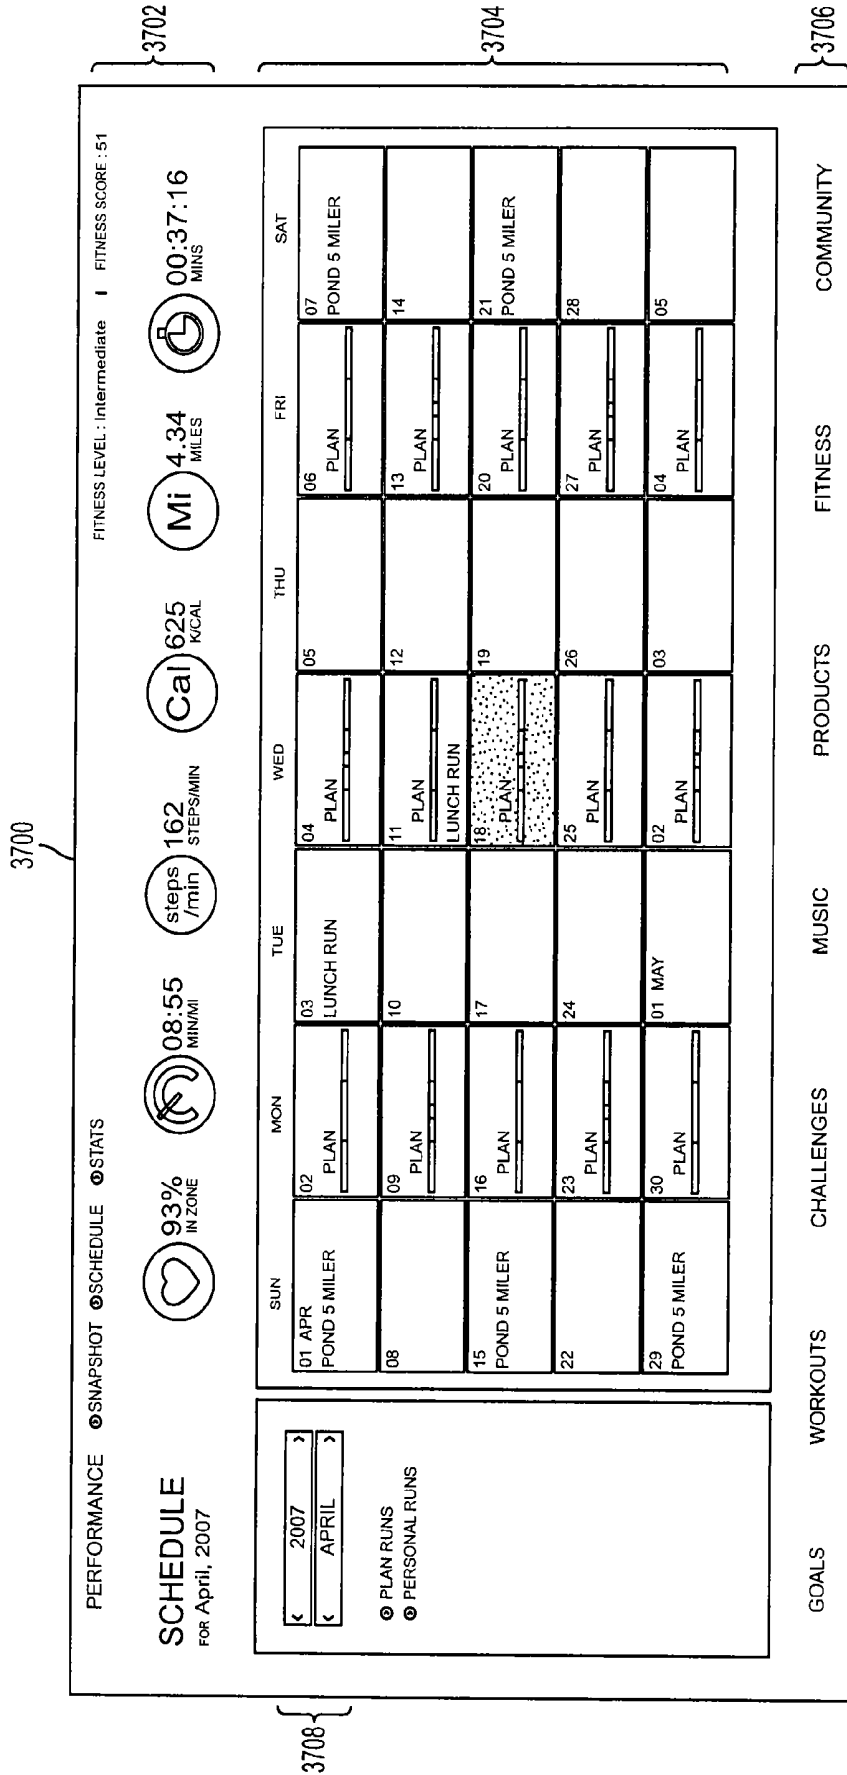 3700
PERFORMANCE SNAPSHOT SCHEDULE STATS
FITNESS LEVEL : Intermediate I FITNESS SCORE : 51
3702
SCHEDULE
FOR April, 2007
93%
IN ZONE
08:55
MIN/MI
steps
/min
162
STEPS/MIN
Cal
625
K/CAL
Mi
4.34
MILES
00:37:16
MINS
3708
< 2007 >
< APRIL >
PLAN RUNS
PERSONAL RUNS
3704
SUN MON TUE WED THU FRI SAT
01 APR
POND 5 MILER
02
PLAN
03
LUNCH RUN
04
PLAN
05
06
PLAN
07
POND 5 MILER
08
09
PLAN
10
11
PLAN
LUNCH RUN
12
13
PLAN
14
15
POND 5 MILER
16
PLAN
17
18
PLAN
19
20
PLAN
21
POND 5 MILER
22
23
PLAN
24
25
PLAN
26
27
PLAN
28
29
POND 5 MILER
30
PLAN
01 MAY
02
PLAN
03
04
PLAN
05
GOALS WORKOUTS CHALLENGES MUSIC PRODUCTS FITNESS COMMUNITY
3706